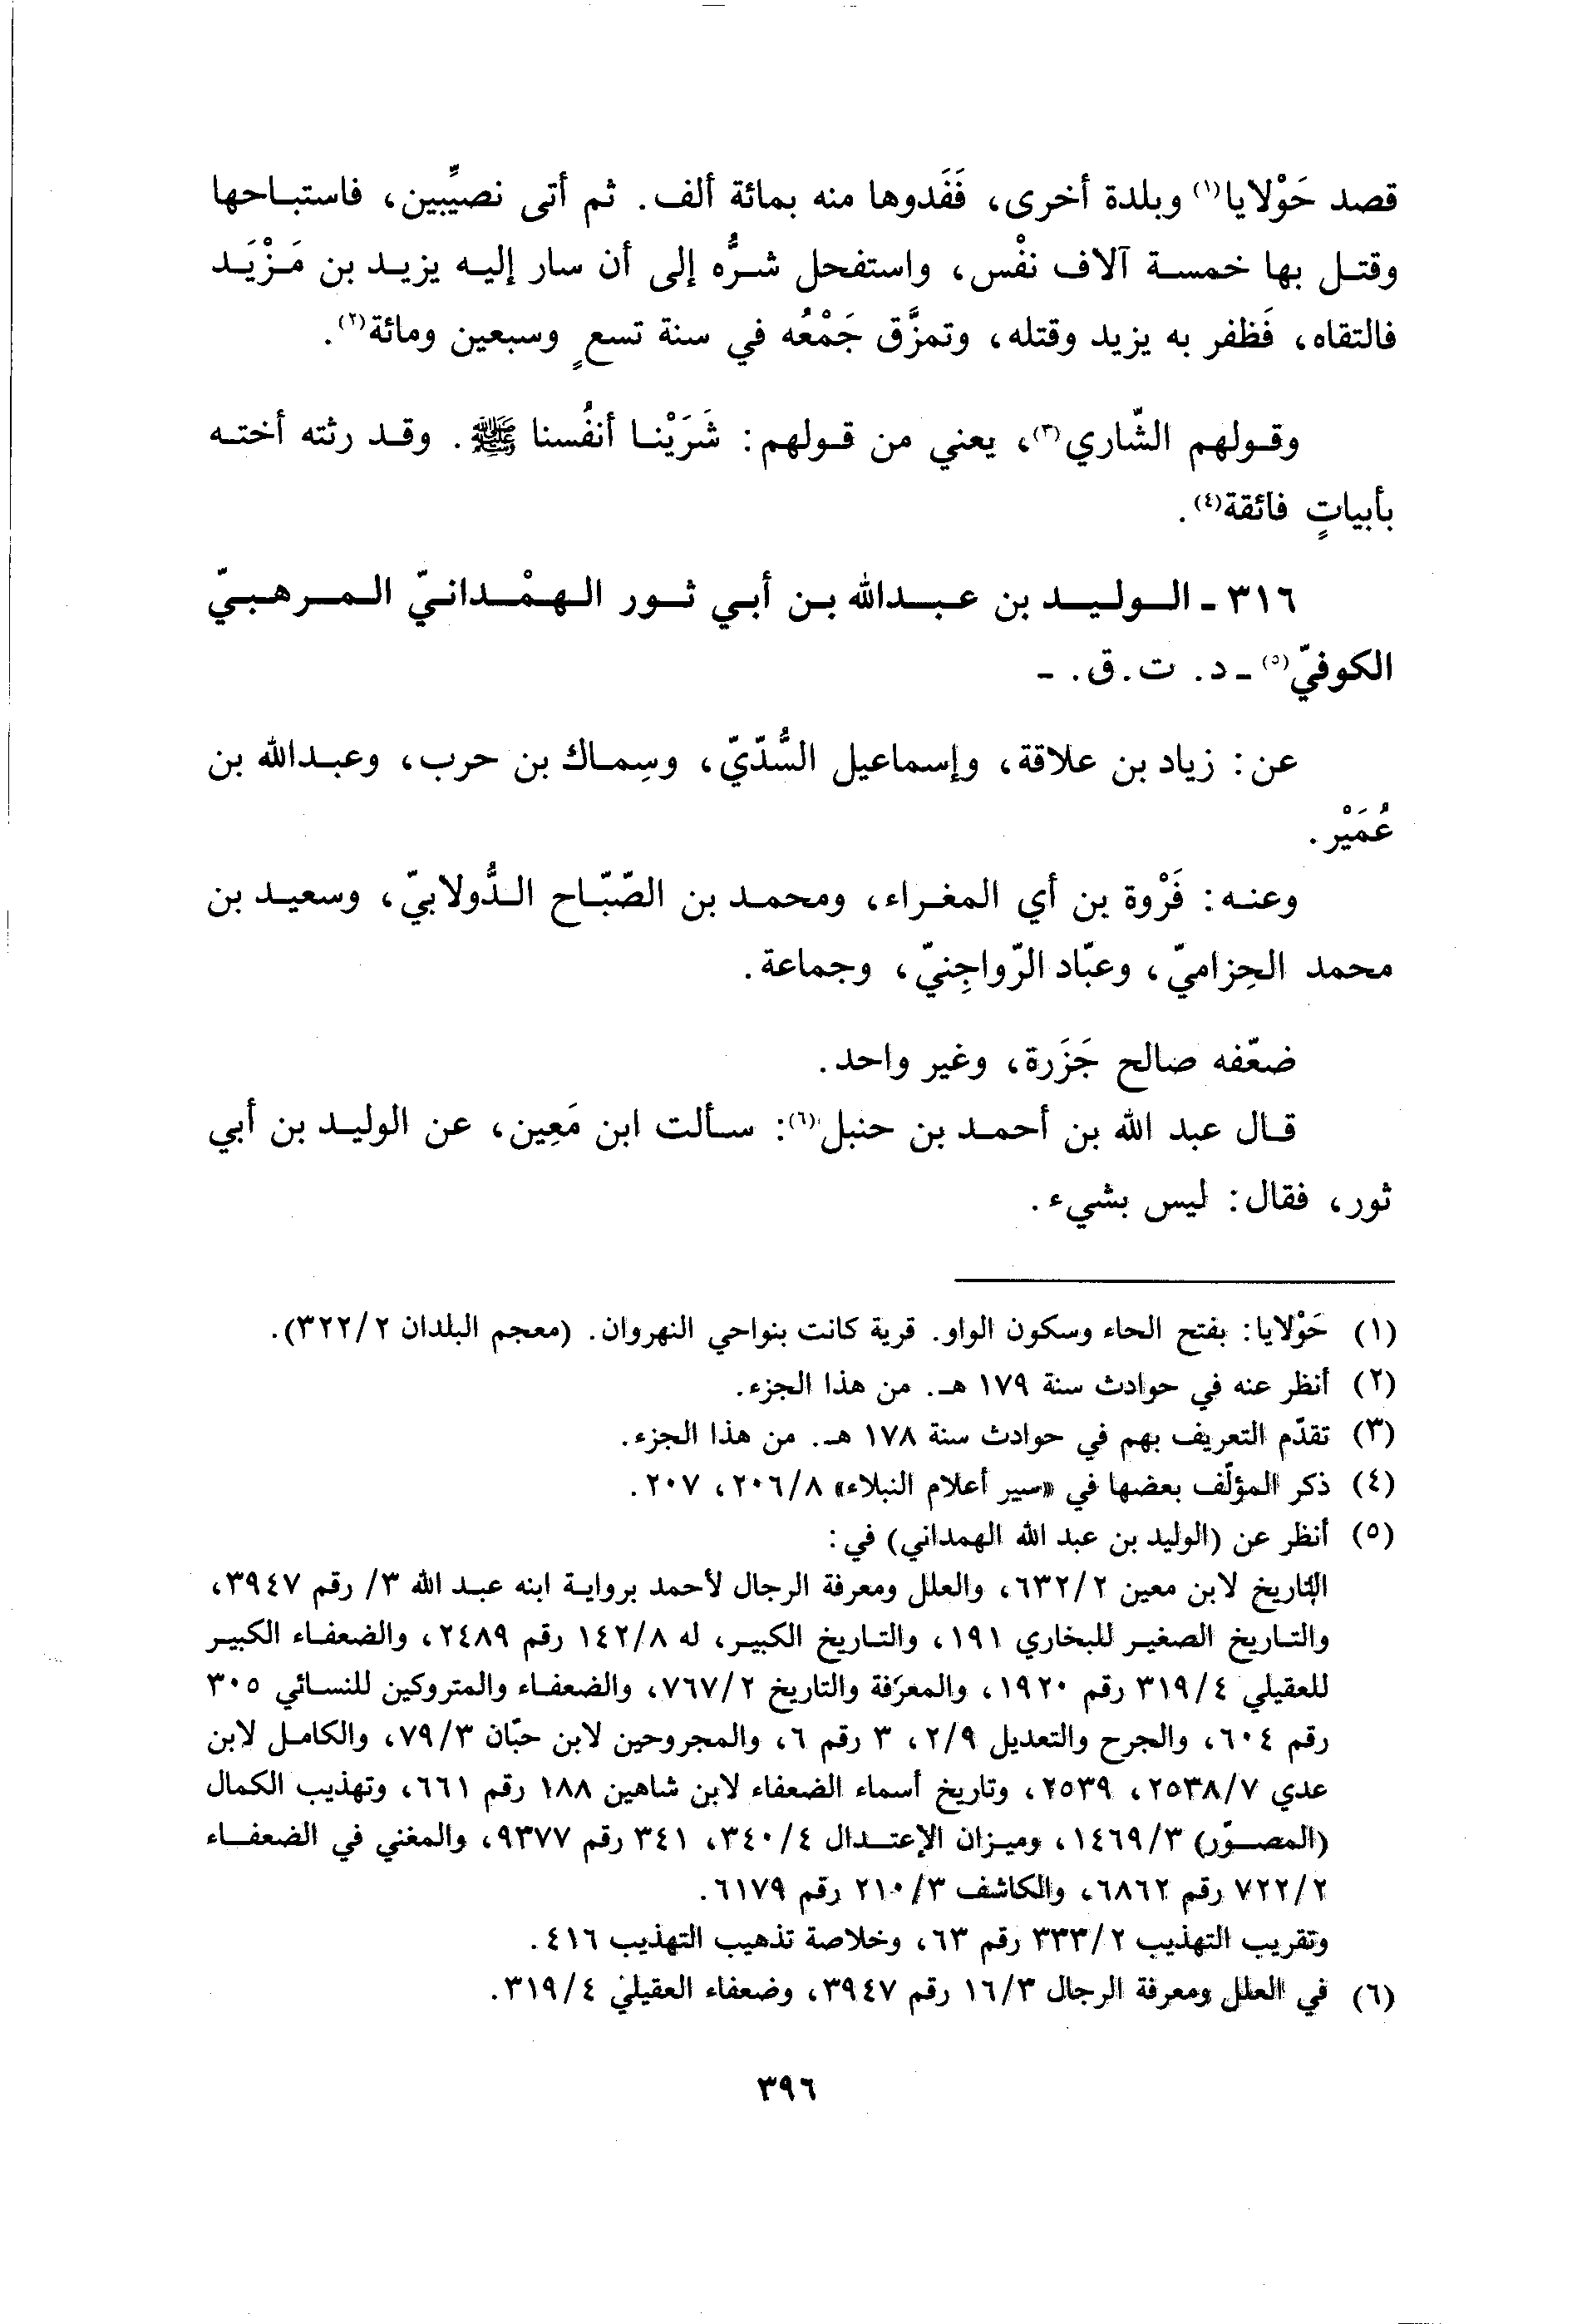 قصد حَوْلايا(١) وبلدة أخرى، فَفَدوها منه بمائة ألف. ثم أتى نصيِّبين، فاستباحها
وقتل بها خمسة آلاف نفْس، واستفحل شرُّه إلى أن سار إليه يزيد بن مَزْيَد
فالتقاه، فَظفر به يزيد وقتله، وتمزَّق جَمْعُه في سنة تسعٍ وسبعين ومائة(٢).
وقولهم الشّاري(٣)، يعني من قولهم: شَرَيْنا أنفُسنا ﷺ. وقد رثته أخته
بأبياتٍ فائقة(٤).
٣١٦ - الوليد بن عبدالله بن أبي ثور الهمْدانيّ المرهبيّ
الكوفيّ(٥) - د. ت. ق. -
عن: زياد بن علاقة، وإسماعيل السُّدّيّ، وسِماك بن حرب، وعبدالله بن
عُمَيْر.
وعنه: فَرْوة بن أي المغراء، ومحمد بن الصّبّاح الدُّولابيّ، وسعيد بن
محمد الحِزاميّ، وعبّاد الرّواجِنيّ، وجماعة.
ضعّفه صالح جَزَرة، وغير واحد.
قال عبد الله بن أحمد بن حنبل(٦): سألت ابن مَعِين، عن الوليد بن أبي
ثور، فقال: ليس بشيء.
(١) حَوْلايا: بفتح الحاء وسكون الواو. قرية كانت بنواحي النهروان. (معجم البلدان ٣٢٢/٢).
(٢) أنظر عنه في حوادث سنة ١٧٩ هـ. من هذا الجزء.
(٣) تقدّم التعريف بهم في حوادث سنة ١٧٨ هـ. من هذا الجزء.
(٤) ذكر المؤلّف بعضها في «سير أعلام النبلاء» ٢٠٦/٨، ٢٠٧.
(٥) أنظر عن (الوليد بن عبد الله الهمداني) في:
التاريخ لابن معين ٦٣٢/٢، والعلل ومعرفة الرجال لأحمد برواية ابنه عبد الله ٣/ رقم ٣٩٤٧،
والتاريخ الصغير للبخاري ١٩١، والتاريخ الكبير، له ١٤٢/٨ رقم ٢٤٨٩، والضعفاء الكبير
للعقيلي ٣١٩/٤ رقم ١٩٢٠، والمعرفة والتاريخ ٧٦٧/٢، والضعفاء والمتروكين للنسائي ٣٠٥
رقم ٦٠٤، والجرح والتعديل ٢/٩، ٣ رقم ٦، والمجروحين لابن حبّان ٧٩/٣، والكامل لابن
عدي ٢٥٣٨/٧، ٢٥٣٩، وتاريخ أسماء الضعفاء لابن شاهين ١٨٨ رقم ٦٦١، وتهذيب الكمال
(المصوّر) ١٤٦٩/٣، وميزان الإعتدال ٣٤٠/٤، ٣٤١ رقم ٩٣٧٧، والمغني في الضعفاء
٧٢٢/٢ رقم ٦٨٦٢، والكاشف ٢١٠/٣ رقم ٦١٧٩.
وتقريب التهذيب ٣٣٣/٢ رقم ٦٣، وخلاصة تذهيب التهذيب ٤١٦.
(٦) في العلل ومعرفة الرجال ١٦/٣ رقم ٣٩٤٧، وضعفاء العقيلي ٣١٩/٤.
٣٩٦